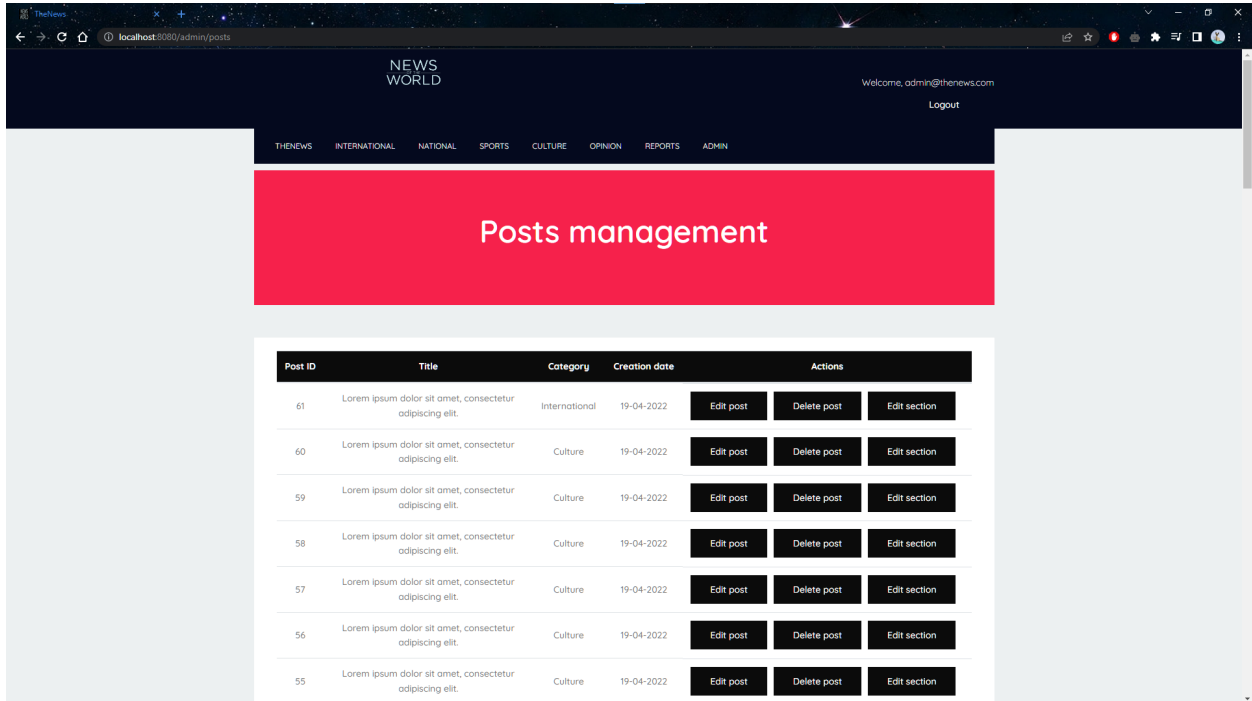 TheNews
localhost:8080/admin/posts
NEWS
WORLD
Welcome, admin@thenews.com
Logout
THENEWS INTERNATIONAL NATIONAL SPORTS CULTURE OPINION REPORTS ADMIN
Posts management
Post ID Title Category Creation date Actions
61 Lorem ipsum dolor sit amet, consectetur International 19-04-2022 Edit post Delete post Edit section
adipiscing elit.
60 Lorem ipsum dolor sit amet, consectetur Culture 19-04-2022 Edit post Delete post Edit section
adipiscing elit.
59 Lorem ipsum dolor sit amet, consectetur Culture 19-04-2022 Edit post Delete post Edit section
adipiscing elit.
58 Lorem ipsum dolor sit amet, consectetur Culture 19-04-2022 Edit post Delete post Edit section
adipiscing elit.
57 Lorem ipsum dolor sit amet, consectetur Culture 19-04-2022 Edit post Delete post Edit section
adipiscing elit.
56 Lorem ipsum dolor sit amet, consectetur Culture 19-04-2022 Edit post Delete post Edit section
adipiscing elit.
55 Lorem ipsum dolor sit amet, consectetur Culture 19-04-2022 Edit post Delete post Edit section
adipiscing elit.